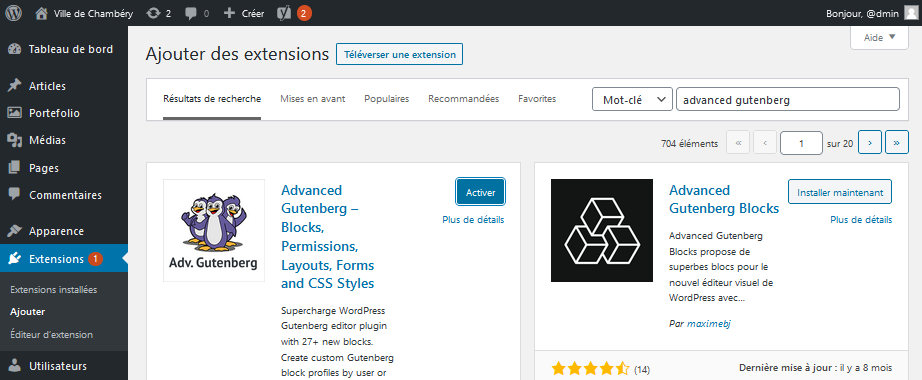 Ville de Chambéry 2 0 Créer 2 Bonjour, @dmin
Tableau de bord
Articles
Portefolio
Médias
Pages
Commentaires
Apparence
Extensions 1
Extensions installées
Ajouter
Éditeur d'extension
Utilisateurs
Aide
Ajouter des extensions Téléverser une extension
Résultats de recherche Mises en avant Populaires Recommandées Favorites Mot-clé advanced gutenberg
704 éléments « ‹ 1 sur 20 › »
Adv. Gutenberg
Advanced
Gutenberg –
Blocks,
Permissions,
Layouts, Forms
and CSS Styles
Activer
Plus de détails
Supercharge WordPress
Gutenberg editor plugin
with 27+ new blocks.
Create custom Gutenberg
block profiles by user or
Advanced
Gutenberg Blocks
Installer maintenant
Plus de détails
Advanced Gutenberg
Blocks propose de
superbes blocs pour le
nouvel éditeur visuel de
WordPress avec...
Par maximebj
(14) Dernière mise à jour : il y a 8 mois